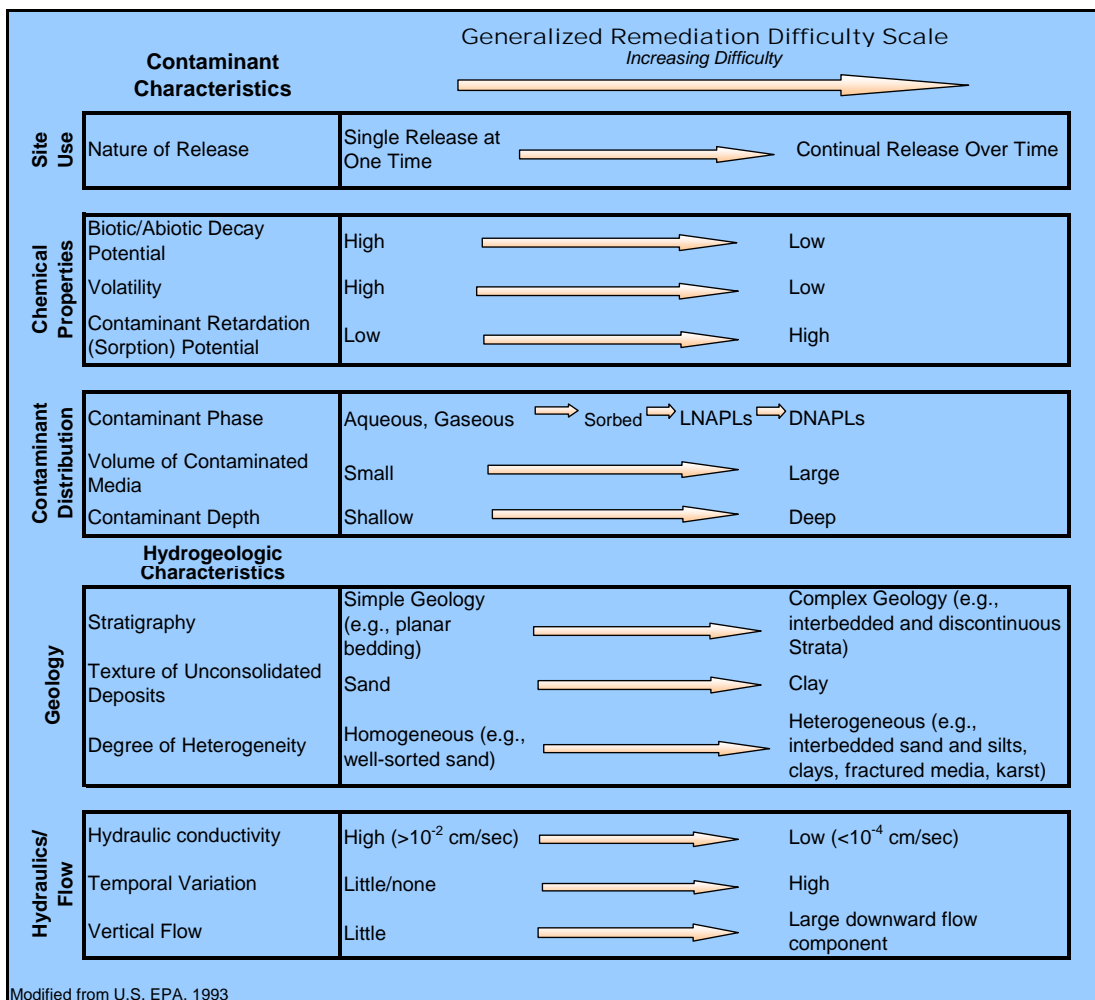 Generalized Remediation Difficulty Scale
Increasing Difficulty
Contaminant
Characteristics
Site
Use
Nature of Release
Single Release at
One Time
Continual Release Over Time
Chemical
Properties
Biotic/Abiotic Decay
Potential
High
Low
Volatility
High
Low
Contaminant Retardation
(Sorption) Potential
Low
High
Contaminant
Distribution
Contaminant Phase
Aqueous, Gaseous
Sorbed
LNAPLs
DNAPLs
Volume of Contaminated
Media
Small
Large
Contaminant Depth
Shallow
Deep
Hydrogeologic
Characteristics
Geology
Stratigraphy
Simple Geology
(e.g., planar
bedding)
Complex Geology (e.g.,
interbedded and discontinuous
Strata)
Texture of Unconsolidated
Deposits
Sand
Clay
Degree of Heterogeneity
Homogeneous (e.g.,
well-sorted sand)
Heterogeneous (e.g.,
interbedded sand and silts,
clays, fractured media, karst)
Hydraulics/
Flow
Hydraulic conductivity
High (>10⁻² cm/sec)
Low (<10⁻⁴ cm/sec)
Temporal Variation
Little/none
High
Vertical Flow
Little
Large downward flow
component
Modified from U.S. EPA, 1993